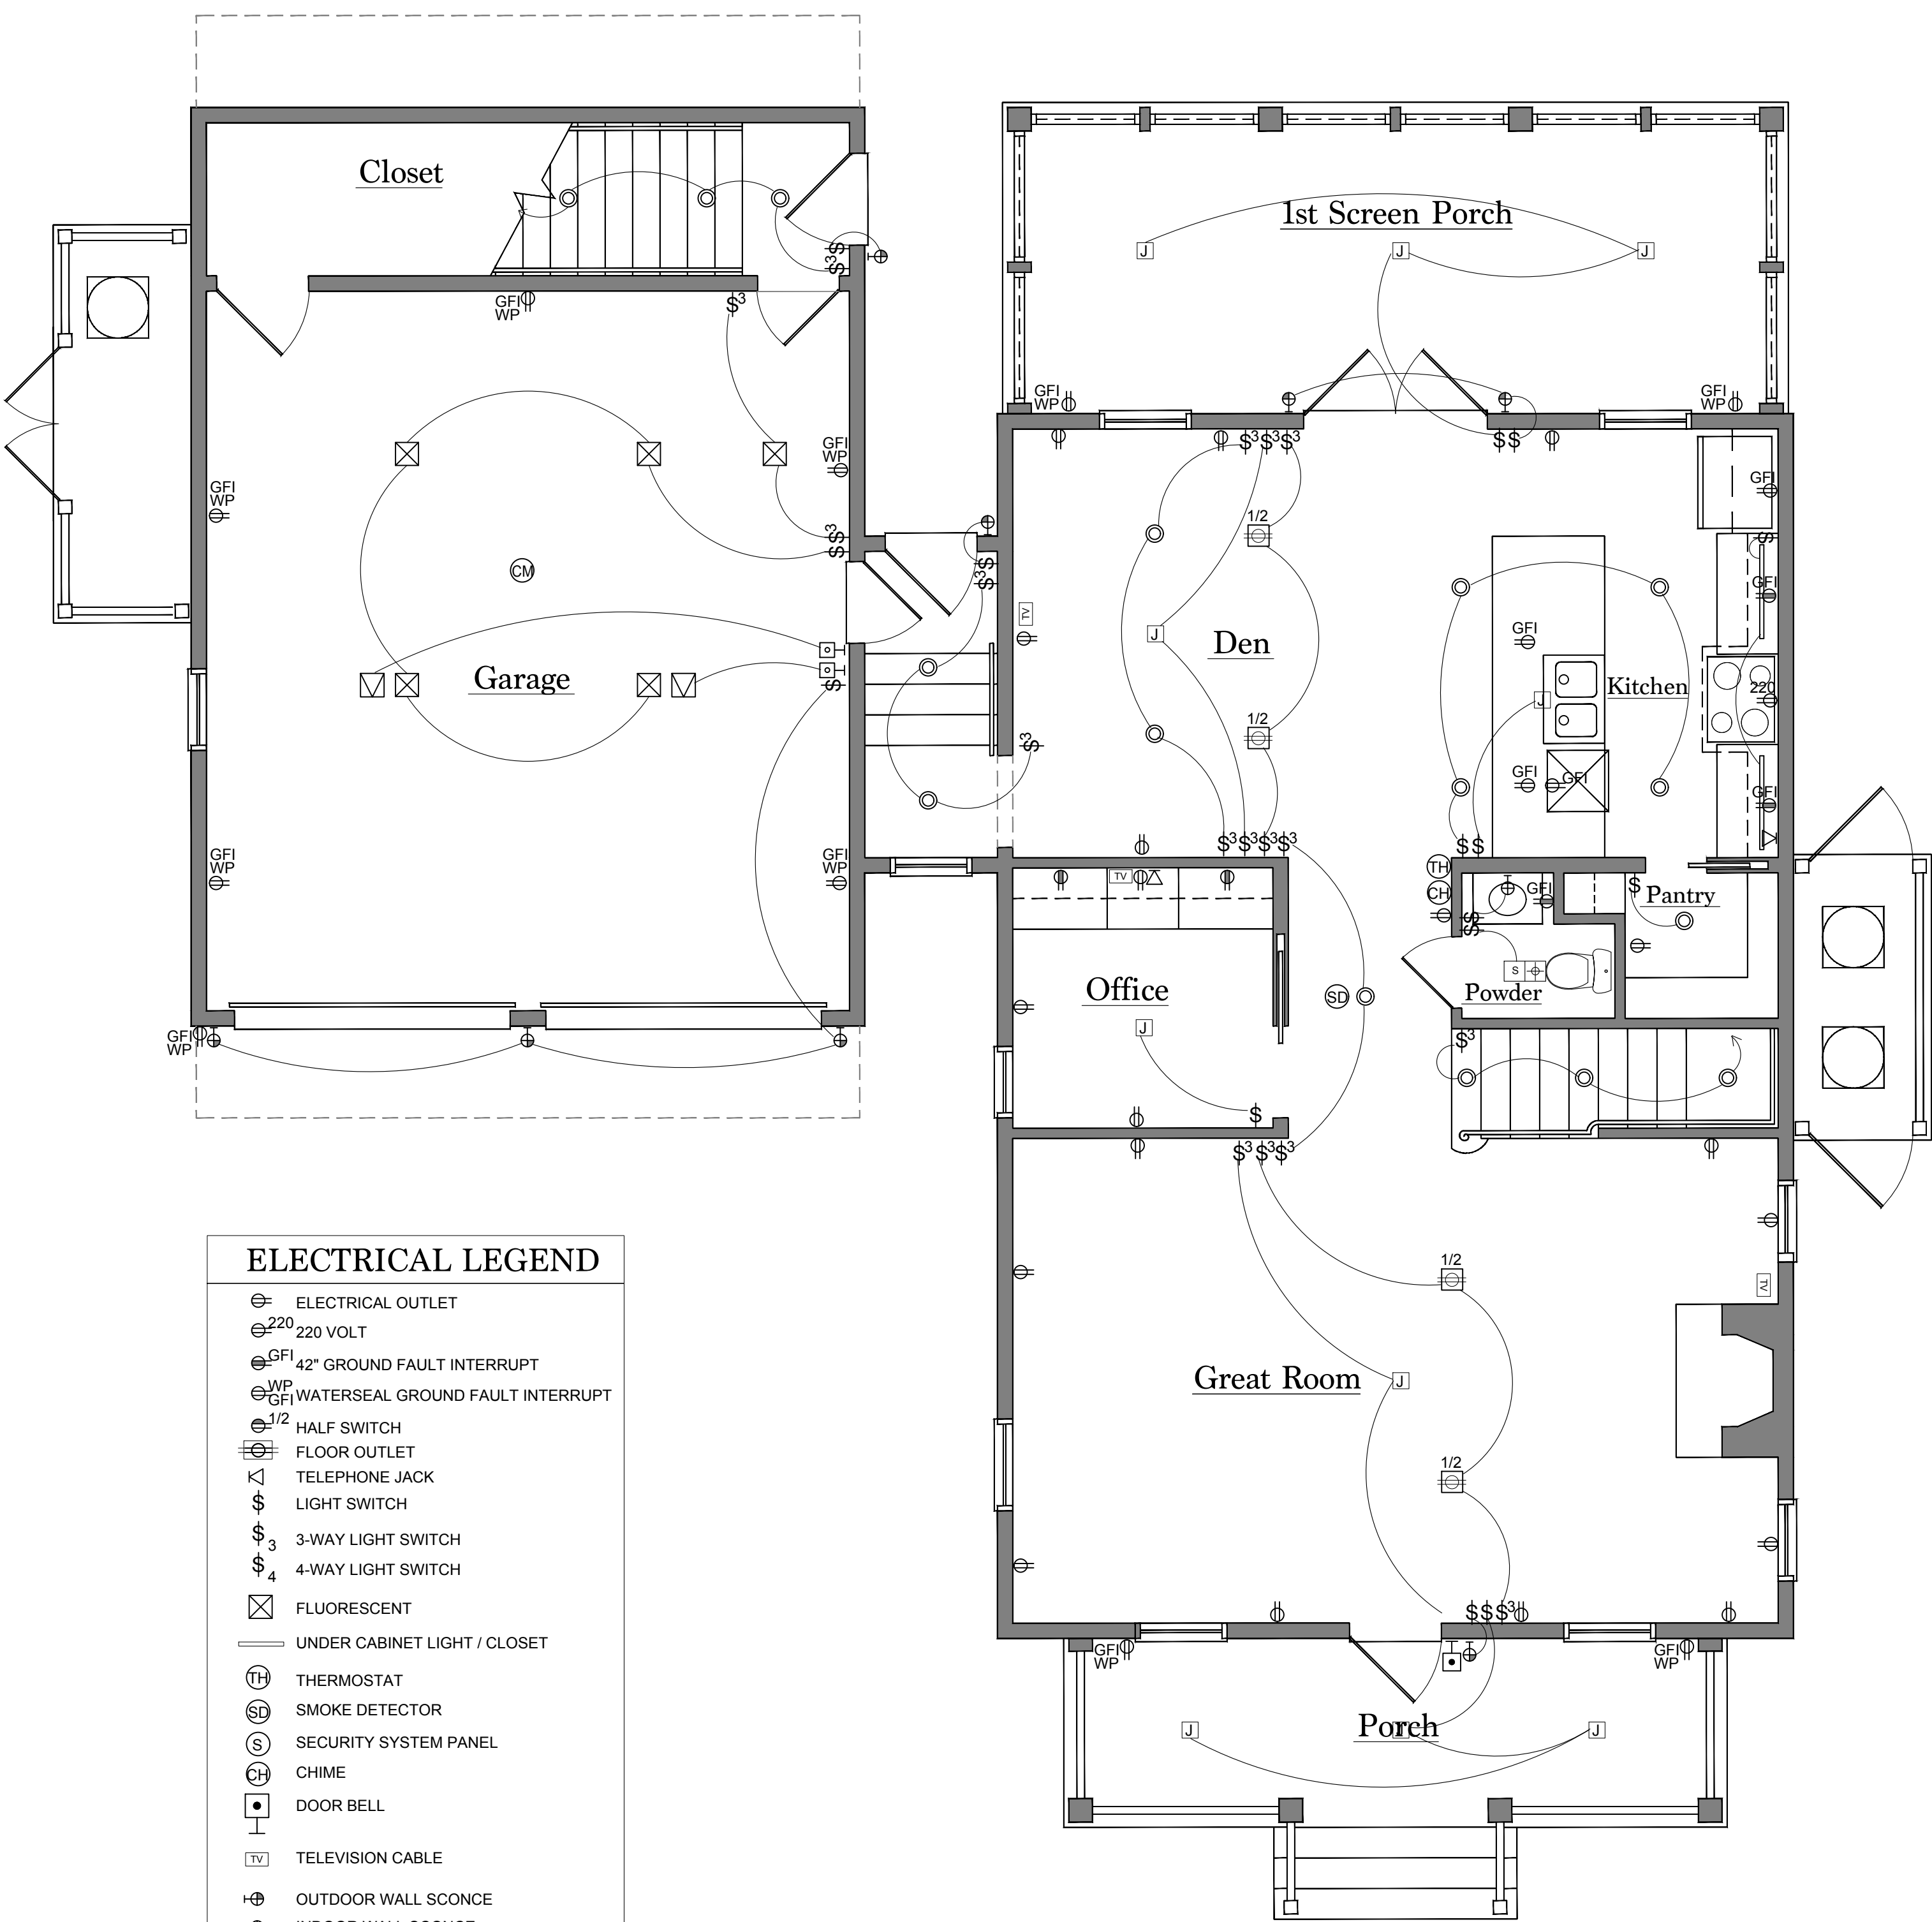 Closet
1st Screen Porch
J
J
J
$
$3
GFI
WP
$3
GFI
WP
GFI
WP
$3 $3 $3
$ $
GFI
WP
GFI
GFI
WP
1/2
$3
$
$
$3
$
CM
GFI
TV
J
Den
GFI
$
Garage
Kitchen
220
J
1/2
$3
GFI
GFI
GFI
$3 $3 $3 $3
$ $
GFI
WP
GFI
WP
TH
CH
TV
GFI
$
Pantry
$
$
S
Office
SD
Powder
J
GFI
WP
$3
$
$3 $3 $3
ELECTRICAL LEGEND
ELECTRICAL OUTLET
220
220 VOLT
GFI
42" GROUND FAULT INTERRUPT
WP
GFI
WATERSEAL GROUND FAULT INTERRUPT
1/2
HALF SWITCH
FLOOR OUTLET
TELEPHONE JACK
$
LIGHT SWITCH
$3
3-WAY LIGHT SWITCH
$4
4-WAY LIGHT SWITCH
FLUORESCENT
UNDER CABINET LIGHT / CLOSET
TH
THERMOSTAT
SD
SMOKE DETECTOR
S
SECURITY SYSTEM PANEL
CH
CHIME
DOOR BELL
TV
TELEVISION CABLE
OUTDOOR WALL SCONCE
1/2
TV
Great Room
J
1/2
$ $ $3
GFI
WP
GFI
WP
J
Porch
J